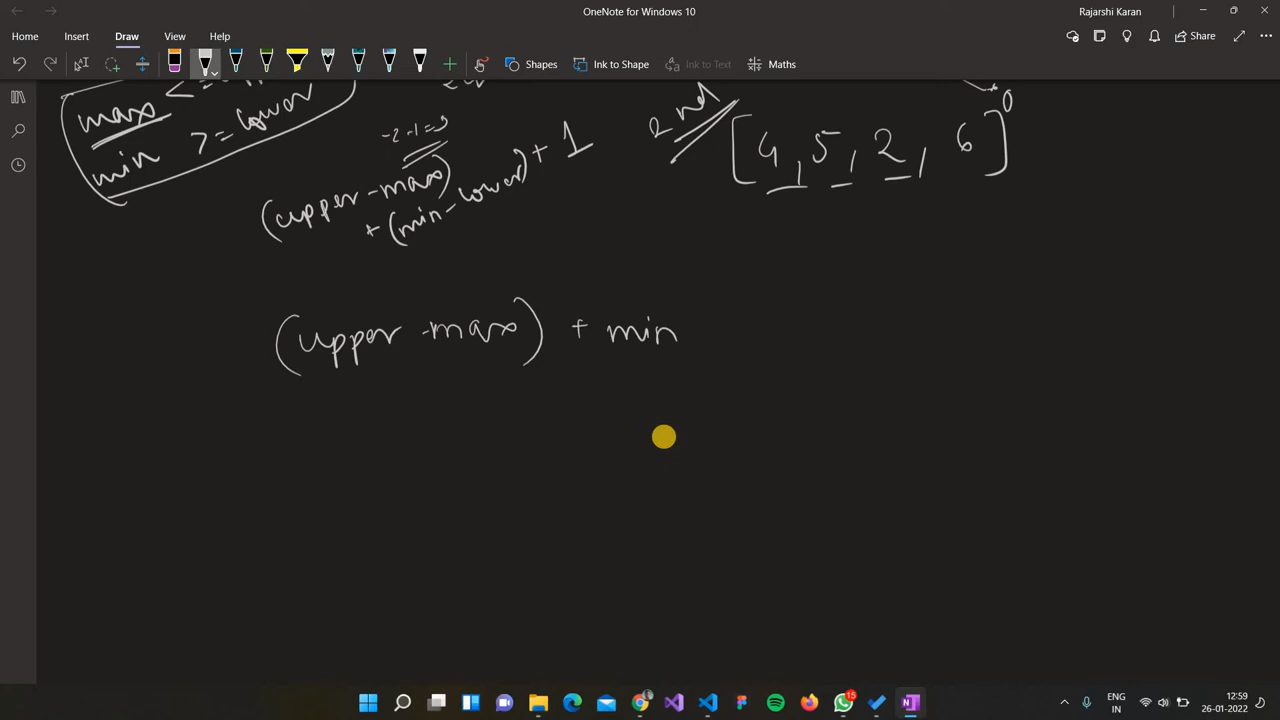 OneNote for Windows 10
Rajarshi Karan
Home Insert Draw View Help
Share
Shapes
Ink to Shape
Ink to Text
Maths
max <=
min >= lower
-2-1=
(upper-max)
+(min-lower)+1
2nd
[4,5,2,6]
0
(upper-max) + min
15
ENG
IN
12:59
26-01-2022